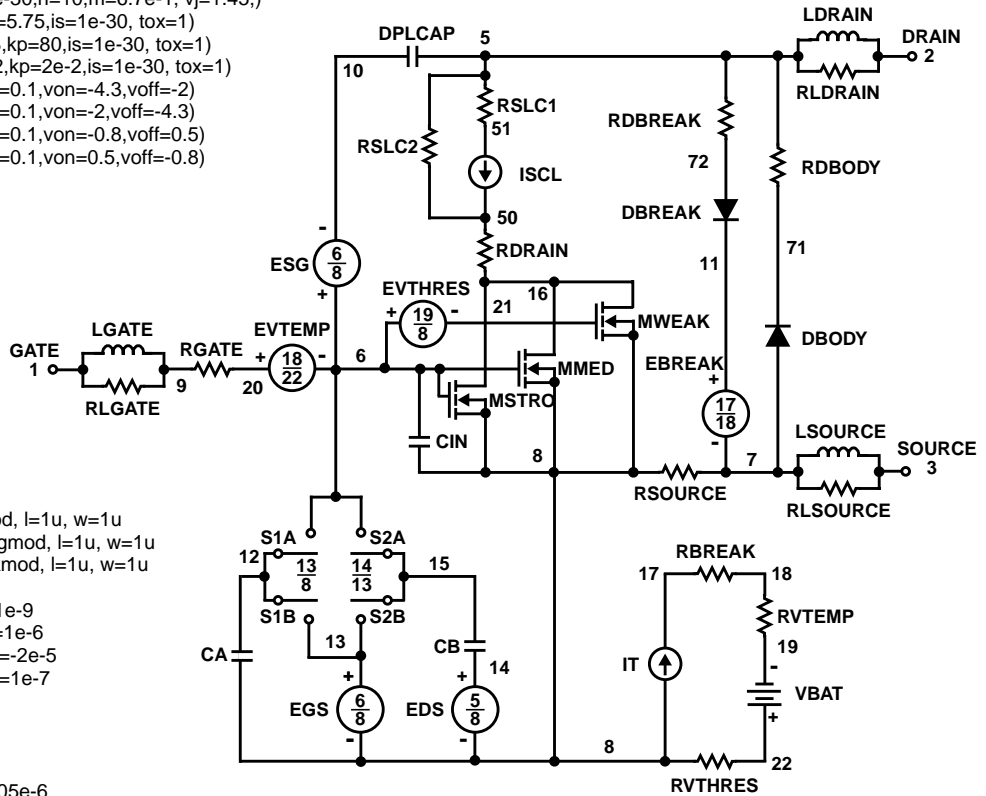 e-30,n=10,m=6.7e-1, vj=1.45,)
=5.75,is=1e-30, tox=1)
,kp=80,is=1e-30, tox=1)
2,kp=2e-2,is=1e-30, tox=1)
=0.1,von=-4.3,voff=-2)
=0.1,von=-2,voff=-4.3)
=0.1,von=-0.8,voff=0.5)
=0.1,von=0.5,voff=-0.8)
od, l=1u, w=1u
gmod, l=1u, w=1u
mod, l=1u, w=1u
1e-9
=1e-6
=-2e-5
=1e-7
05e-6
DPLCAP
10
5
LDRAIN
DRAIN
2
RLDRAIN
RSLC1
51
RSLC2
ISCL
50
RDRAIN
RDBREAK
72
DBREAK
11
RDBODY
71
DBODY
ESG
6
8
-
+
EVTHRES
+
19
8
-
21
16
MWEAK
LGATE
GATE
1
RLGATE
9
RGATE
20
EVTEMP
+
18
22
-
6
MMED
MSTRO
CIN
8
EBREAK
+
17
18
-
RSOURCE
7
LSOURCE
SOURCE
3
RLSOURCE
S1A
S2A
12
13
8
14
13
15
S1B
S2B
13
CA
CB
14
+
EGS
6
8
-
+
EDS
5
8
-
8
RBREAK
17
18
RVTEMP
19
IT
-
VBAT
+
22
RVTHRES